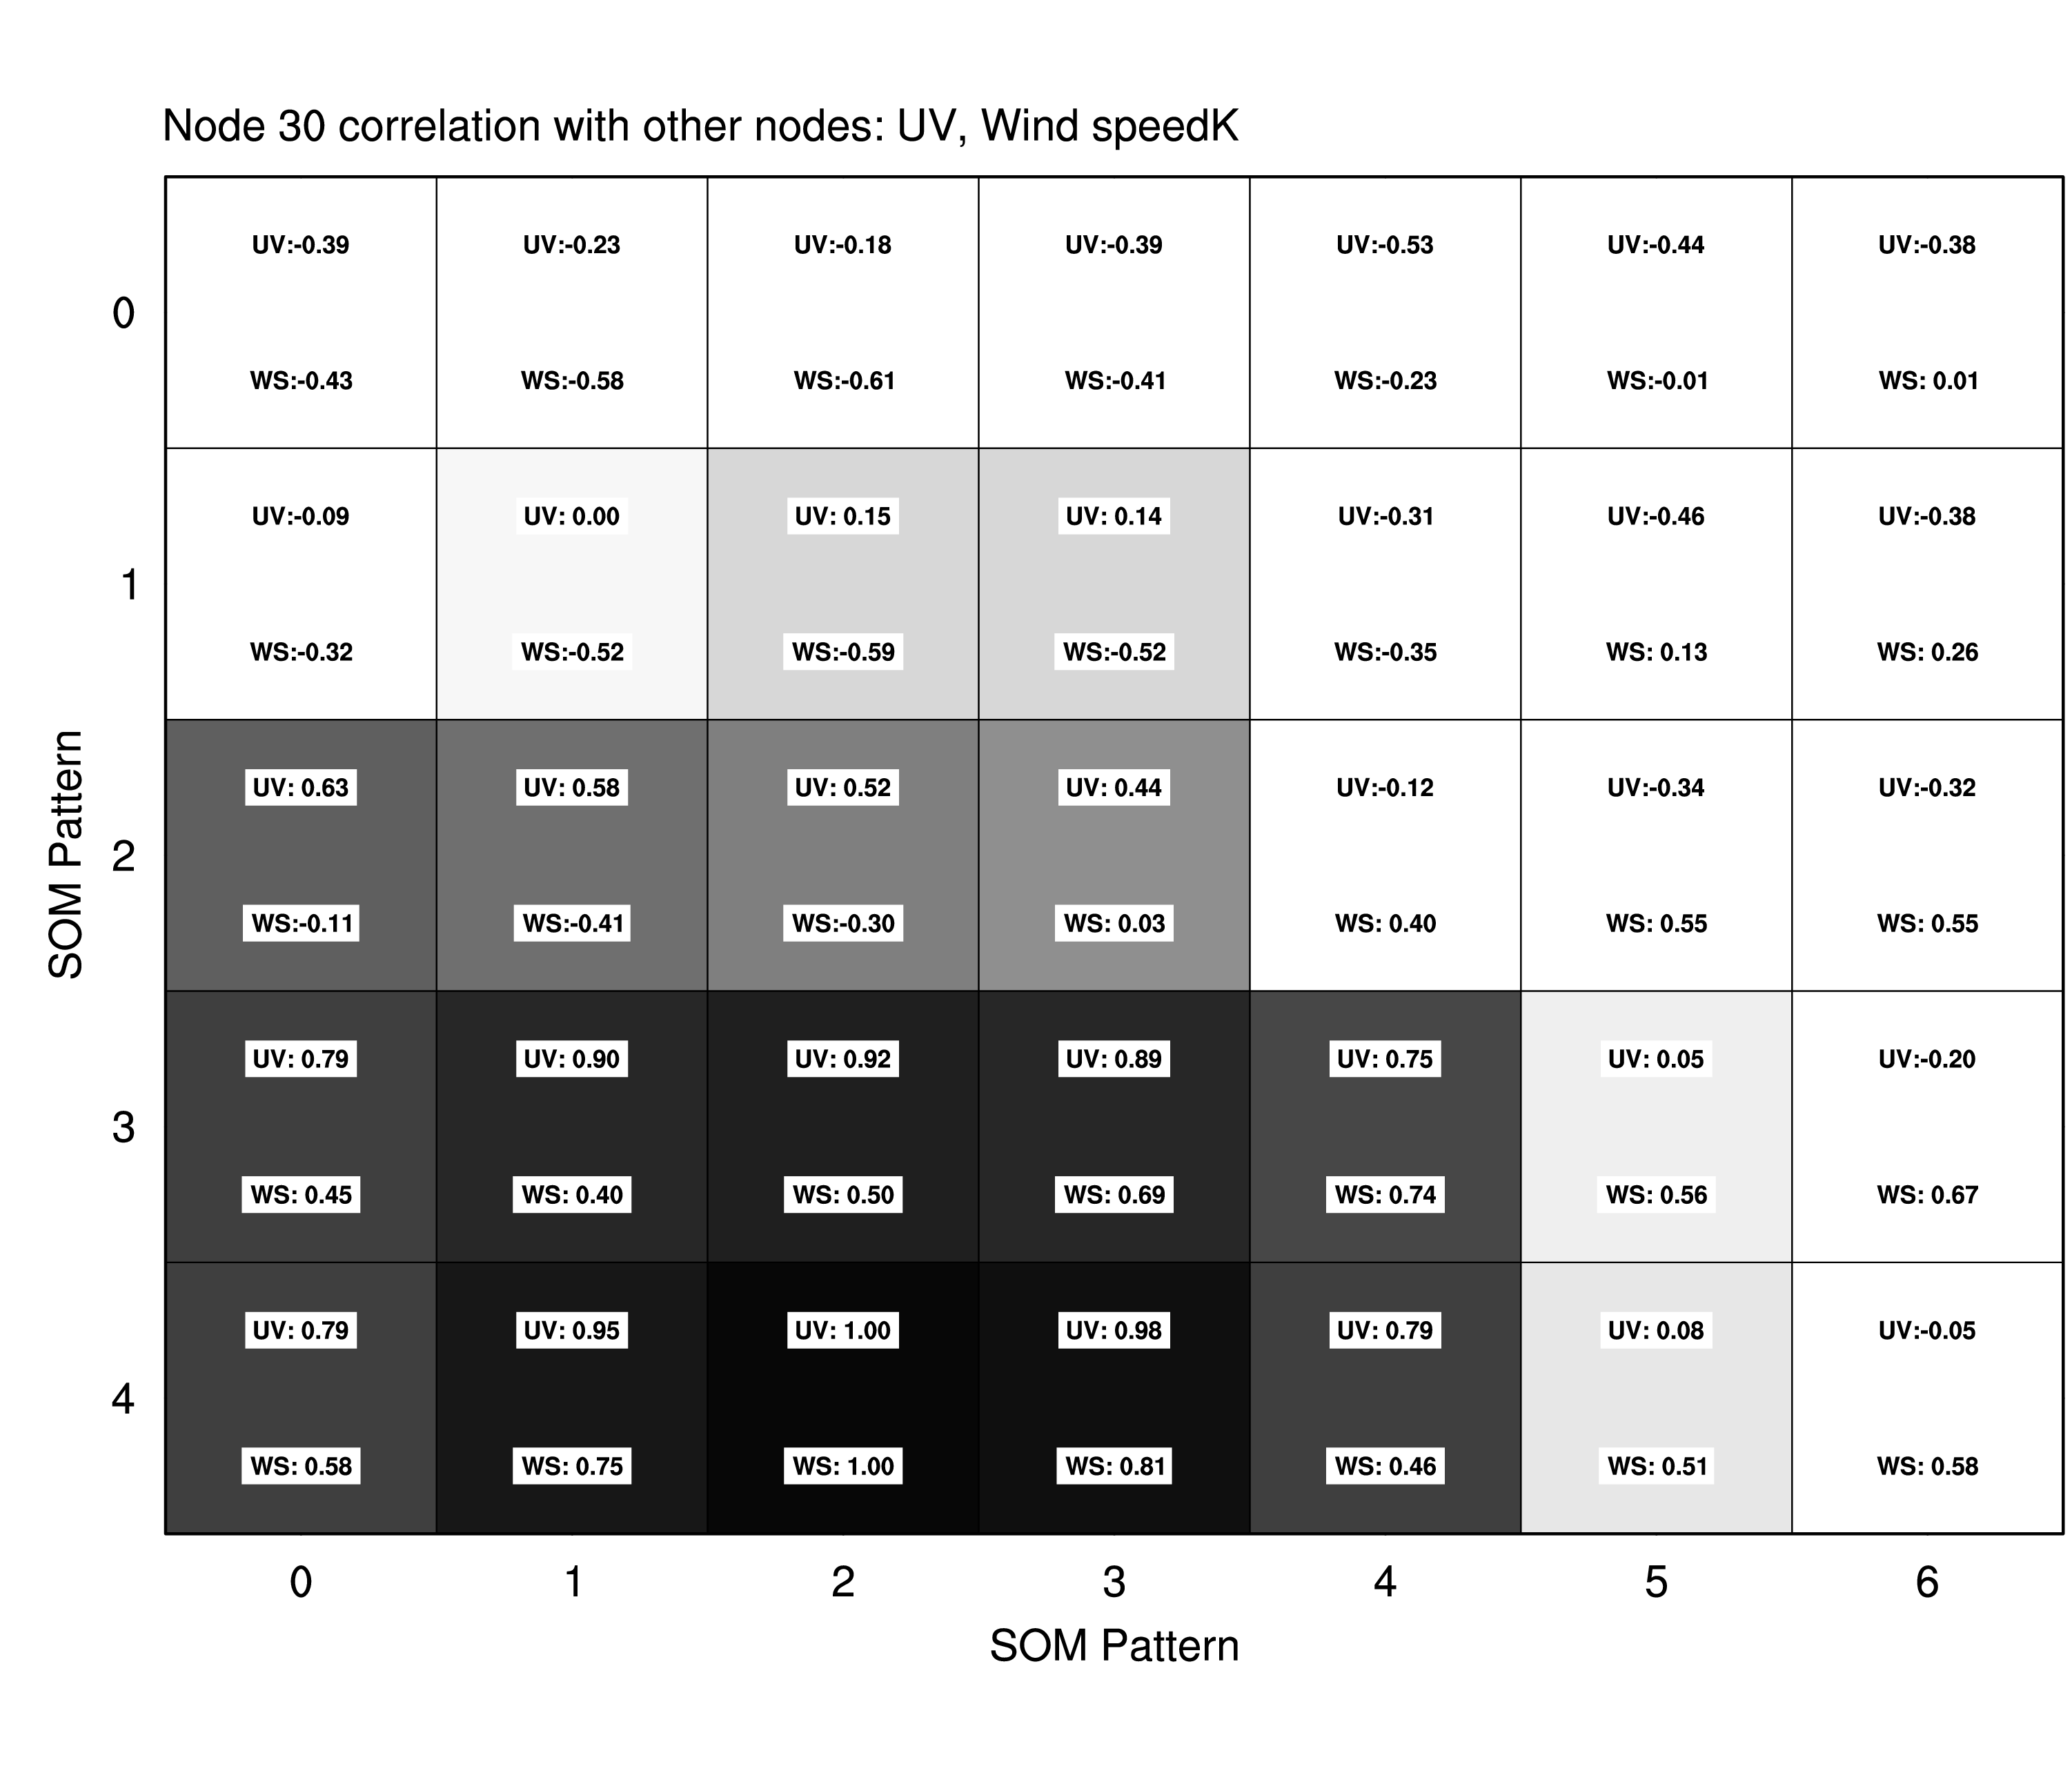 Node 30 correlation with other nodes: UV, Wind speedK
UV:-0.39 UV:-0.23 UV:-0.18 UV:-0.39 UV:-0.53 UV:-0.44 UV:-0.38
0
WS:-0.43 WS:-0.58 WS:-0.61 WS:-0.41 WS:-0.23 WS:-0.01 WS: 0.01
UV:-0.09 UV: 0.00 UV: 0.15 UV: 0.14 UV:-0.31 UV:-0.46 UV:-0.38
1
WS:-0.32 WS:-0.52 WS:-0.59 WS:-0.52 WS:-0.35 WS: 0.13 WS: 0.26
UV: 0.63 UV: 0.58 UV: 0.52 UV: 0.44 UV:-0.12 UV:-0.34 UV:-0.32
SOM Pattern
2
WS:-0.11 WS:-0.41 WS:-0.30 WS: 0.03 WS: 0.40 WS: 0.55 WS: 0.55
UV: 0.79 UV: 0.90 UV: 0.92 UV: 0.89 UV: 0.75 UV: 0.05 UV:-0.20
3
WS: 0.45 WS: 0.40 WS: 0.50 WS: 0.69 WS: 0.74 WS: 0.56 WS: 0.67
UV: 0.79 UV: 0.95 UV: 1.00 UV: 0.98 UV: 0.79 UV: 0.08 UV:-0.05
4
WS: 0.58 WS: 0.75 WS: 1.00 WS: 0.81 WS: 0.46 WS: 0.51 WS: 0.58
0 1 2 3 4 5 6
SOM Pattern